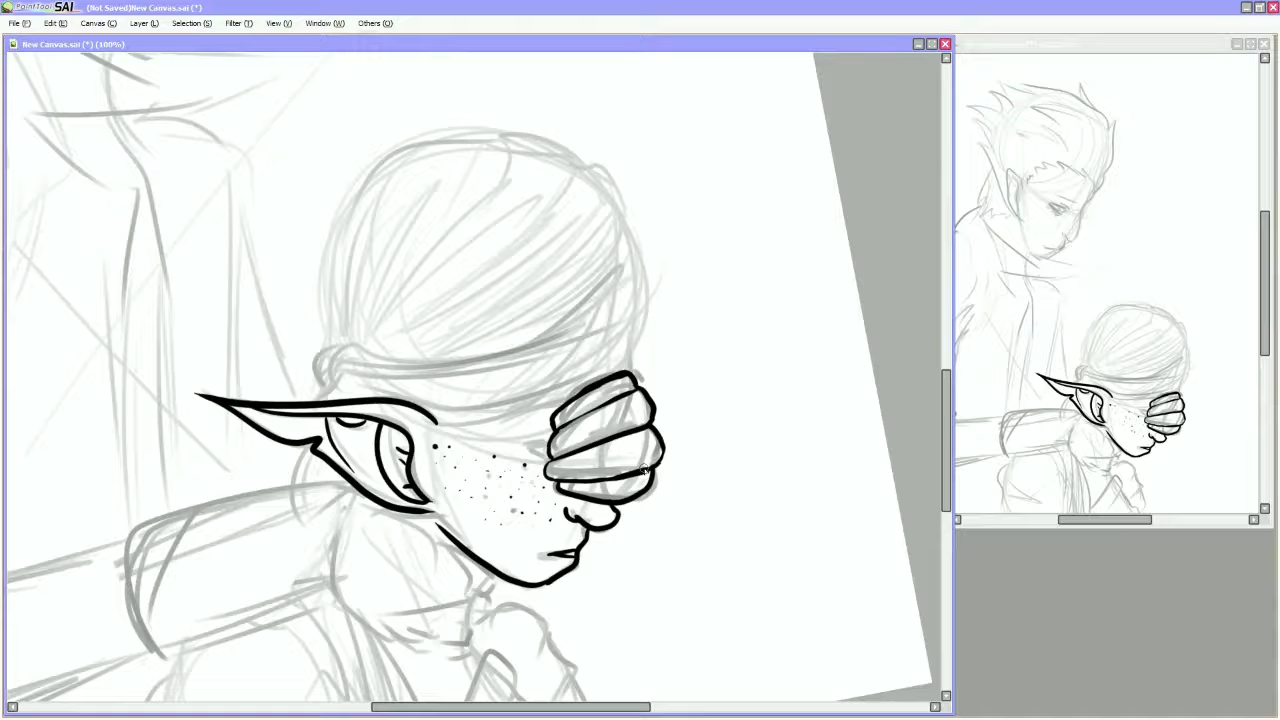 PaintTool SAI (Not Saved)New Canvas.sai (*)
File (F) Edit (E) Canvas (C) Layer (L) Selection (S) Filter (T) View (V) Window (W) Others (O)
New Canvas.sai (*) (100%)